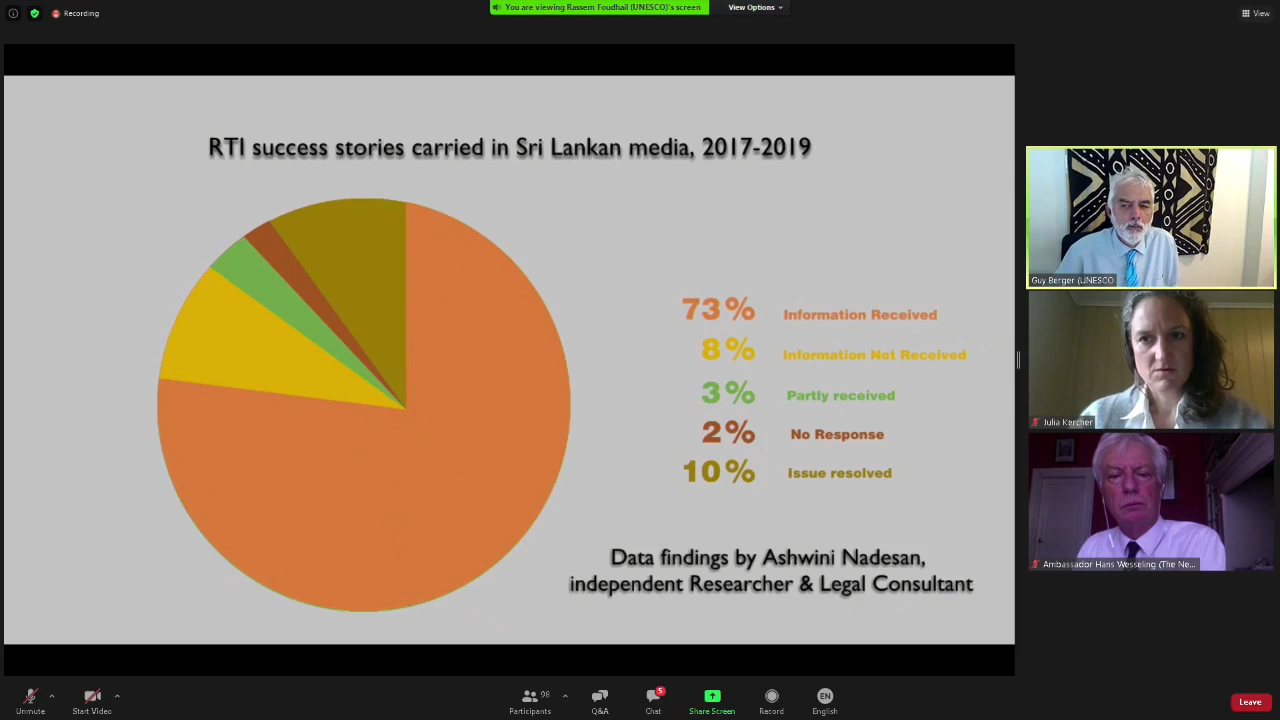 Recording
You are viewing Rassem Foudhail (UNESCO)'s screen
View Options
View
RTI success stories carried in Sri Lankan media, 2017-2019
73% Information Received
8% Information Not Received
3% Partly received
2% No Response
10% Issue resolved
Data findings by Ashwini Nadesan,
independent Researcher & Legal Consultant
Guy Berger (UNESCO
Julia Kercher
Ambassador Hans Wesseling (The Ne...
Unmute
Start Video
98
Participants
Q&A
5
Chat
Share Screen
Record
EN
English
Leave